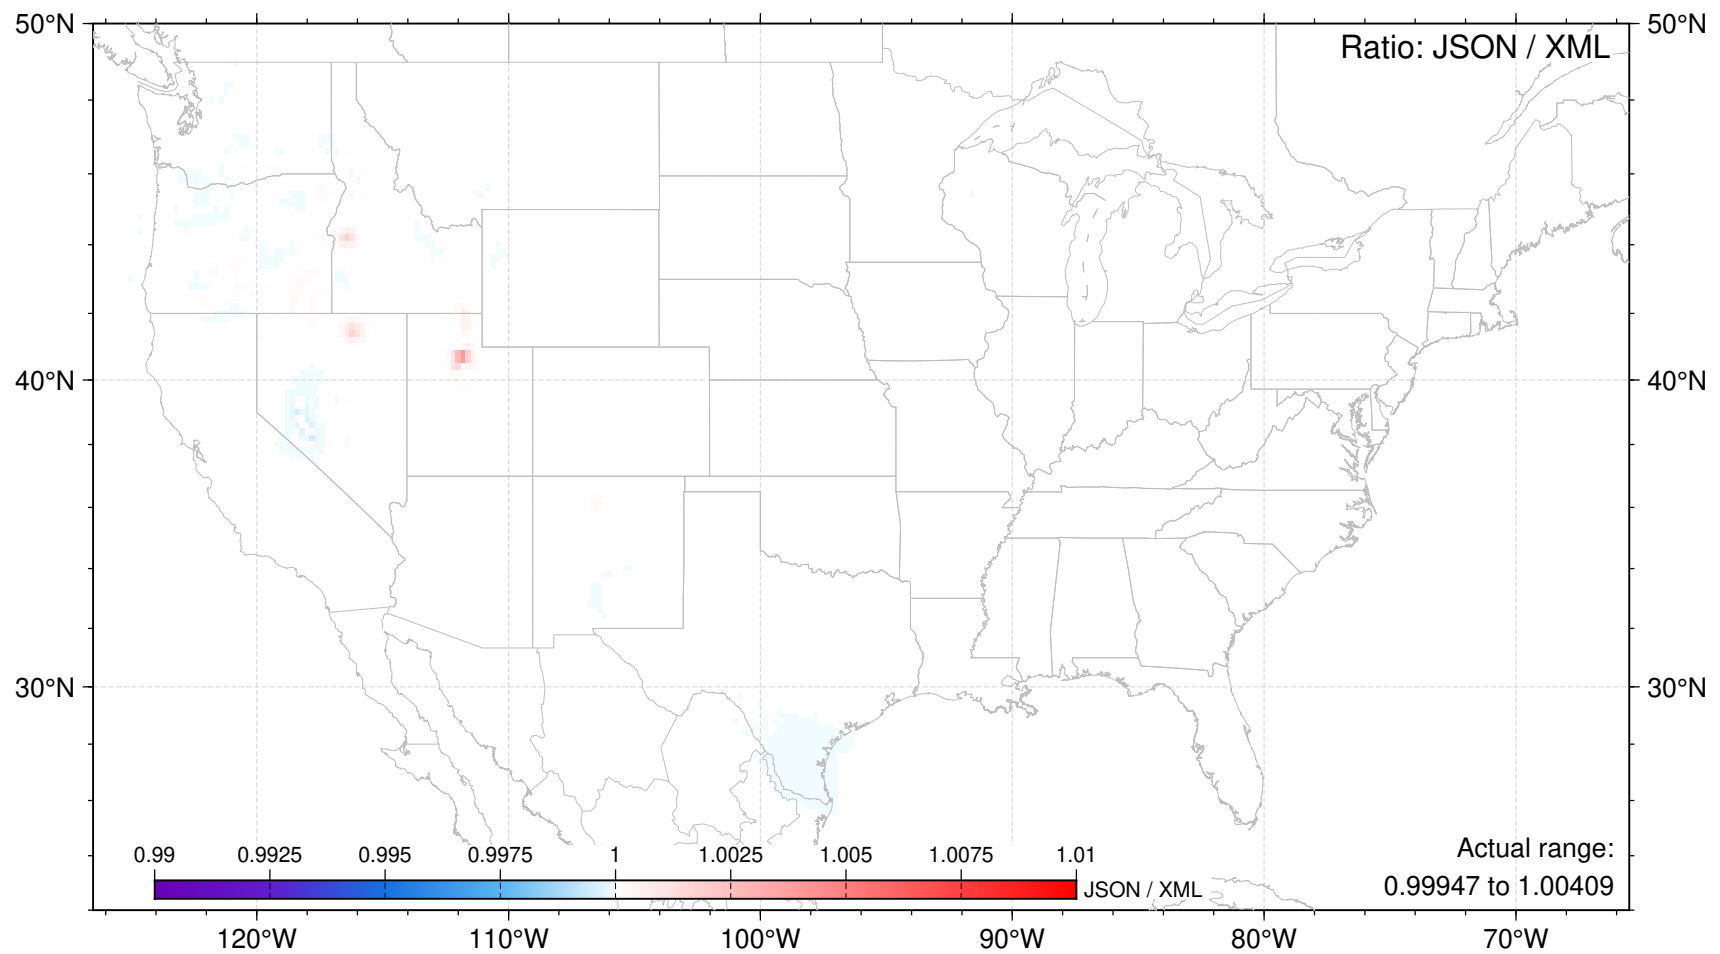 50°N 50°N
Ratio: JSON / XML
40°N 40°N
30°N 30°N
Actual range:
0.99 0.9925 0.995 0.9975 1 1.0025 1.005 1.0075 1.01
JSON / XML
0.99947 to 1.00409
120°W 110°W 100°W 90°W 80°W 70°W